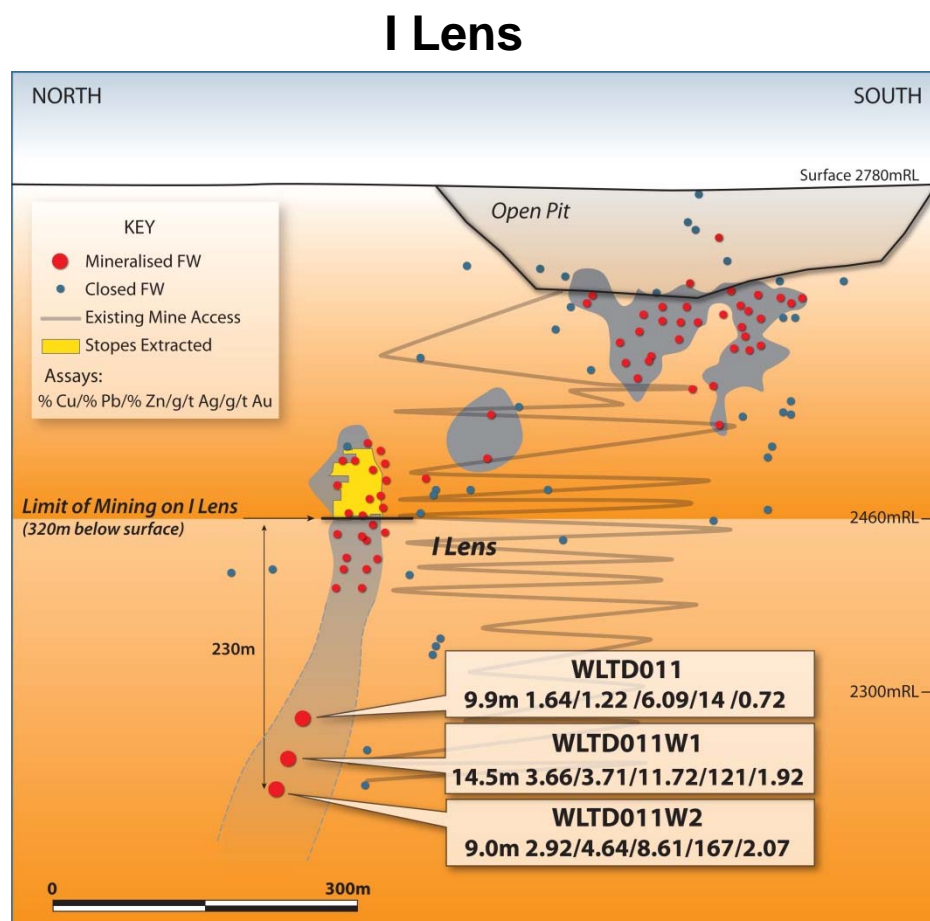 I Lens
NORTH
SOUTH
Surface 2780mRL
Open Pit
KEY
Mineralised FW
Closed FW
Existing Mine Access
Stopes Extracted
Assays:
% Cu/% Pb/% Zn/g/t Ag/g/t Au
Limit of Mining on I Lens
(320m below surface)
2460mRL
I Lens
230m
WLTD011
9.9m 1.64/1.22 /6.09/14 /0.72
2300mRL
WLTD011W1
14.5m 3.66/3.71/11.72/121/1.92
WLTD011W2
9.0m 2.92/4.64/8.61/167/2.07
0 300m